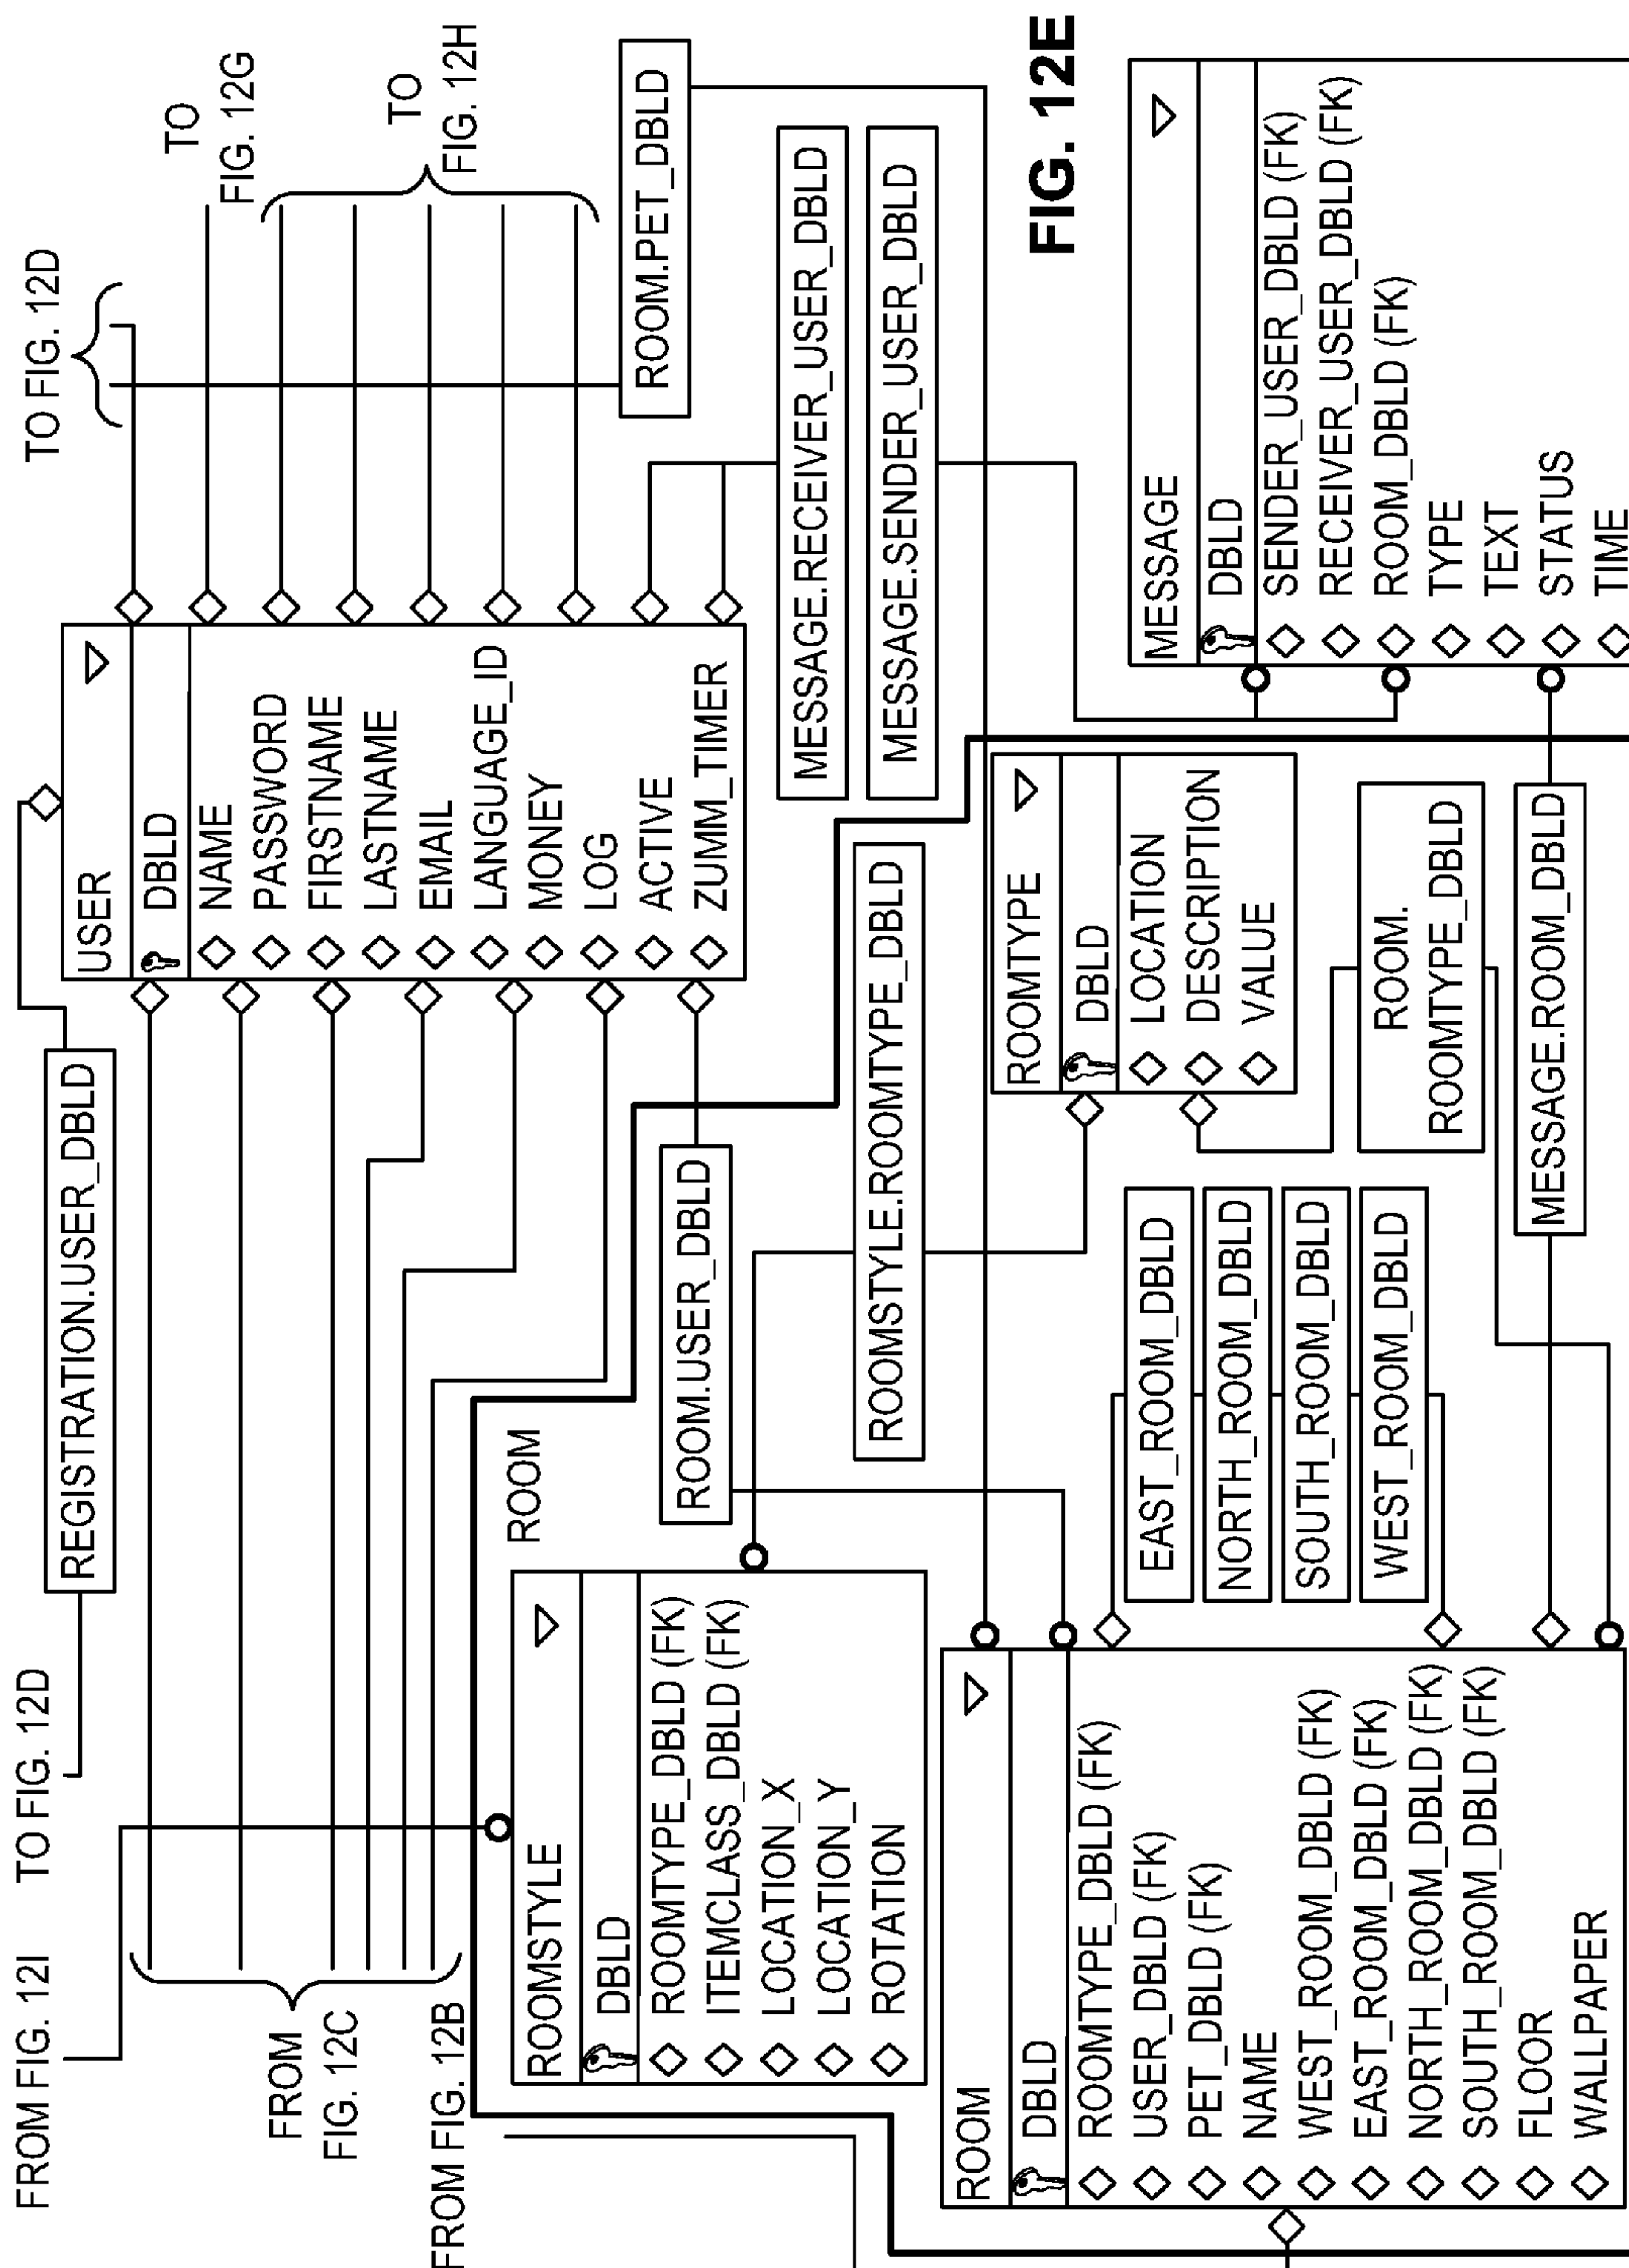 FROM FIG. 12I
TO FIG. 12D
TO FIG. 12D
REGISTRATION.USER_DBLD
USER
DBLD
NAME
PASSWORD
FIRSTNAME
LASTNAME
EMAIL
LANGUAGE_ID
MONEY
LOG
ACTIVE
ZUMM_TIMER
TO
FIG. 12G
TO
FIG. 12H
FROM
FIG. 12C
FROM FIG. 12B
ROOM.PET_DBLD
ROOM
ROOMSTYLE
DBLD
ROOMTYPE_DBLD (FK)
ITEMCLASS_DBLD (FK)
LOCATION_X
LOCATION_Y
ROTATION
ROOM.USER_DBLD
MESSAGE.RECEIVER_USER_DBLD
MESSAGE.SENDER_USER_DBLD
ROOMSTYLE.ROOMTYPE_DBLD
FIG. 12E
ROOM
DBLD
ROOMTYPE_DBLD (FK)
USER_DBLD (FK)
PET_DBLD (FK)
NAME
WEST_ROOM_DBLD (FK)
EAST_ROOM_DBLD (FK)
NORTH_ROOM_DBLD (FK)
SOUTH_ROOM_DBLD (FK)
FLOOR
WALLPAPER
EAST_ROOM_DBLD
NORTH_ROOM_DBLD
SOUTH_ROOM_DBLD
WEST_ROOM_DBLD
ROOMTYPE
DBLD
LOCATION
DESCRIPTION
VALUE
ROOM.
ROOMTYPE_DBLD
MESSAGE.ROOM_DBLD
MESSAGE
DBLD
SENDER_USER_DBLD (FK)
RECEIVER_USER_DBLD (FK)
ROOM_DBLD (FK)
TYPE
TEXT
STATUS
TIME